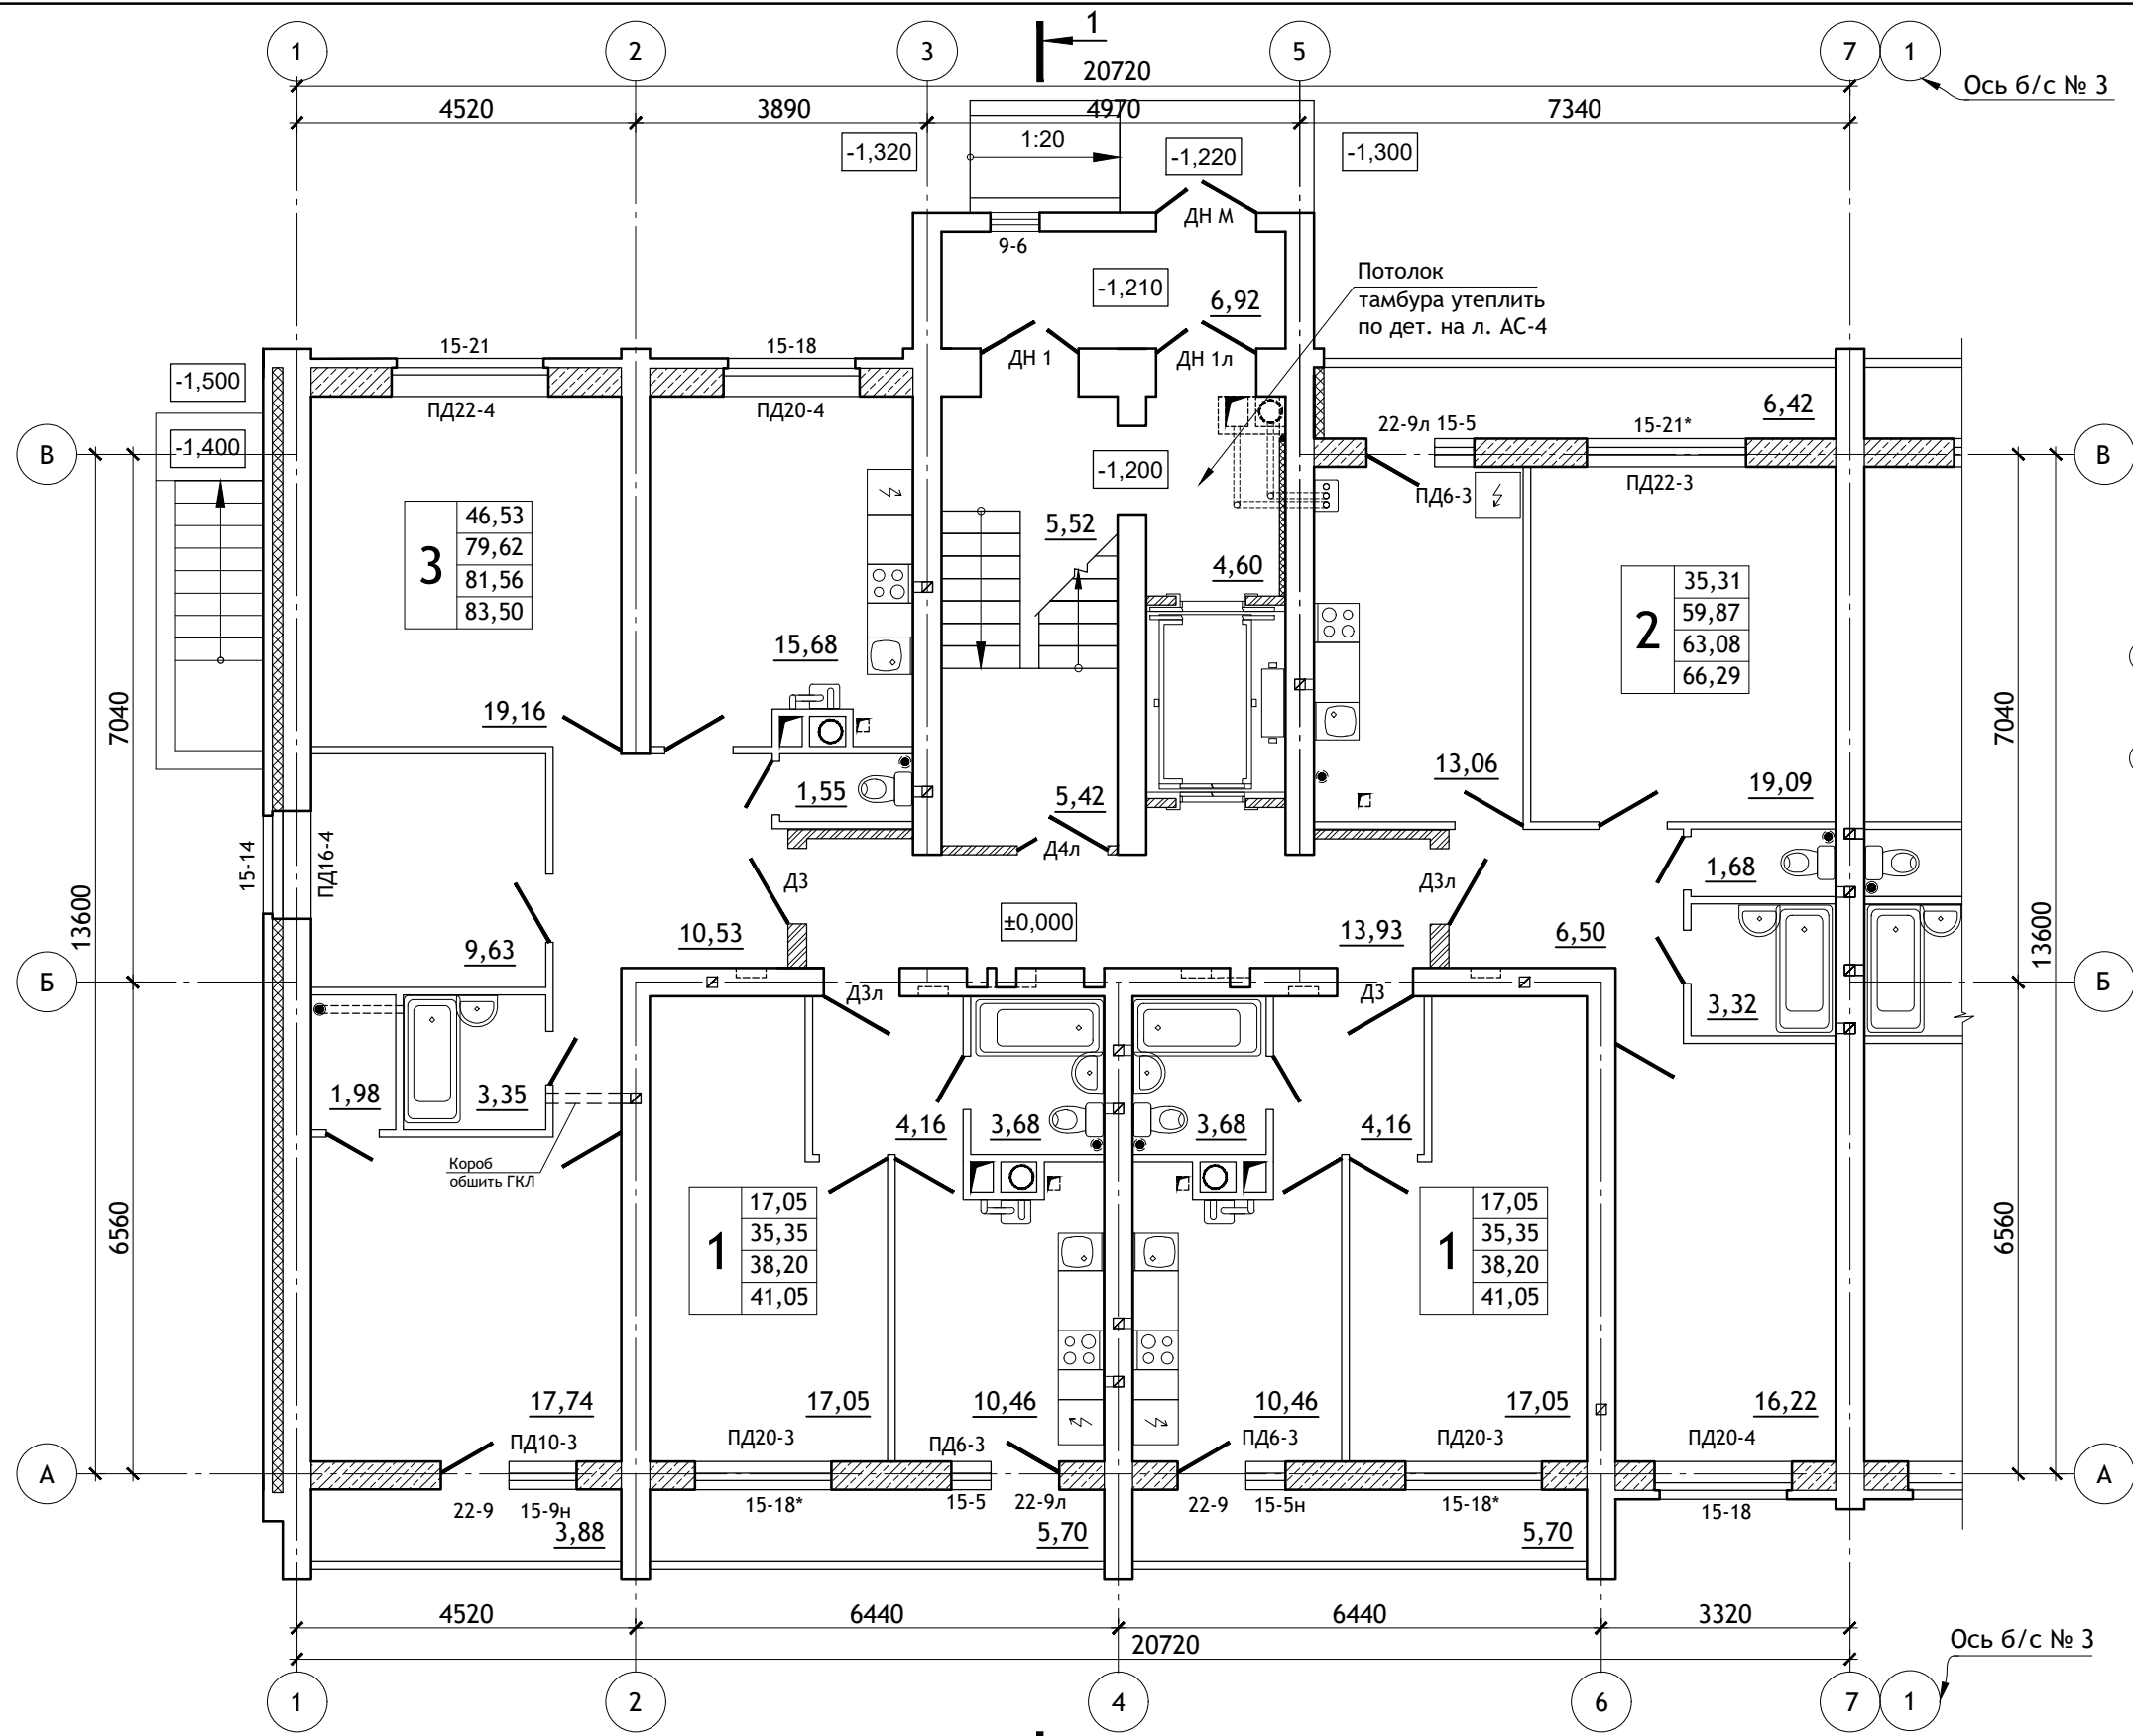 1
2
3
1
5
7
1
20720
Ось б/с № 3
4520
3890
4970
7340
-1,320
1:20
-1,220
-1,300
ДН М
9-6
-1,210
6,92
Потолок
тамбура утеплить
по дет. на л. АС-4
15-21
15-18
ДН 1
ДН 1л
-1,500
ПД22-4
ПД20-4
6,42
22-9л
15-5
15-21*
В
-1,400
-1,200
В
ПД6-3
ПД22-3
3
46,53
79,62
81,56
83,50
5,52
4,60
2
35,31
59,87
63,08
66,29
15,68
7040
19,16
7040
13,06
19,09
1,55
5,42
Д4л
15-14
ПД16-4
Д3
Д3л
1,68
13600
±0,000
13600
10,53
13,93
6,50
9,63
Б
Б
Д3л
Д3
3,32
1,98
3,35
4,16
3,68
3,68
4,16
Короб
обшить ГКЛ
6560
1
17,05
35,35
38,20
41,05
1
17,05
35,35
38,20
41,05
6560
17,74
17,05
10,46
10,46
17,05
16,22
ПД10-3
ПД20-3
ПД6-3
ПД6-3
ПД20-3
ПД20-4
А
А
22-9
15-9н
15-18*
15-5
22-9л
22-9
15-5н
15-18*
15-18
3,88
5,70
5,70
4520
6440
6440
3320
20720
Ось б/с № 3
1
2
4
6
7
1